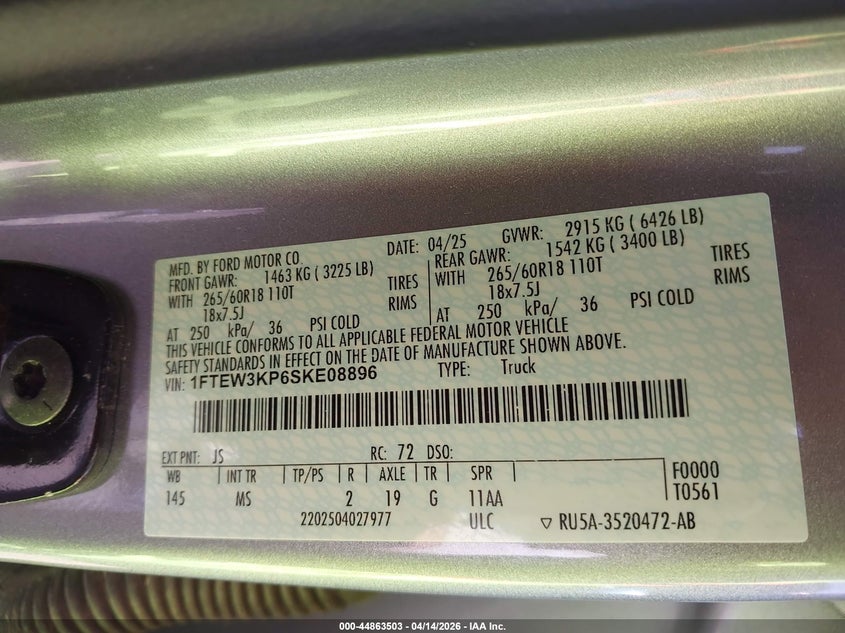 MFD. BY FORD MOTOR CO. DATE: 04/25 GVWR: 2915 KG ( 6426 LB)
FRONT GAWR: 1463 KG ( 3225 LB) REAR GAWR: 1542 KG ( 3400 LB)
WITH 265/60R18 110T TIRES WITH 265/60R18 110T TIRES
18x7.5J RIMS 18x7.5J RIMS
AT 250 kPa/ 36 PSI COLD AT 250 kPa/ 36 PSI COLD
THIS VEHICLE CONFORMS TO ALL APPLICABLE FEDERAL MOTOR VEHICLE
SAFETY STANDARDS IN EFFECT ON THE DATE OF MANUFACTURE SHOWN ABOVE.
VIN: 1FTEW3KP6SKE08896 TYPE: Truck
EXT PNT: JS RC: 72 DSO:
WB INT TR TP/PS R AXLE TR SPR F0000
145 MS 2 19 G 11AA T0561
2202504027977 ULC ▽ RU5A-3520472-AB
000-44863503 - 04/14/2026 - IAA Inc.